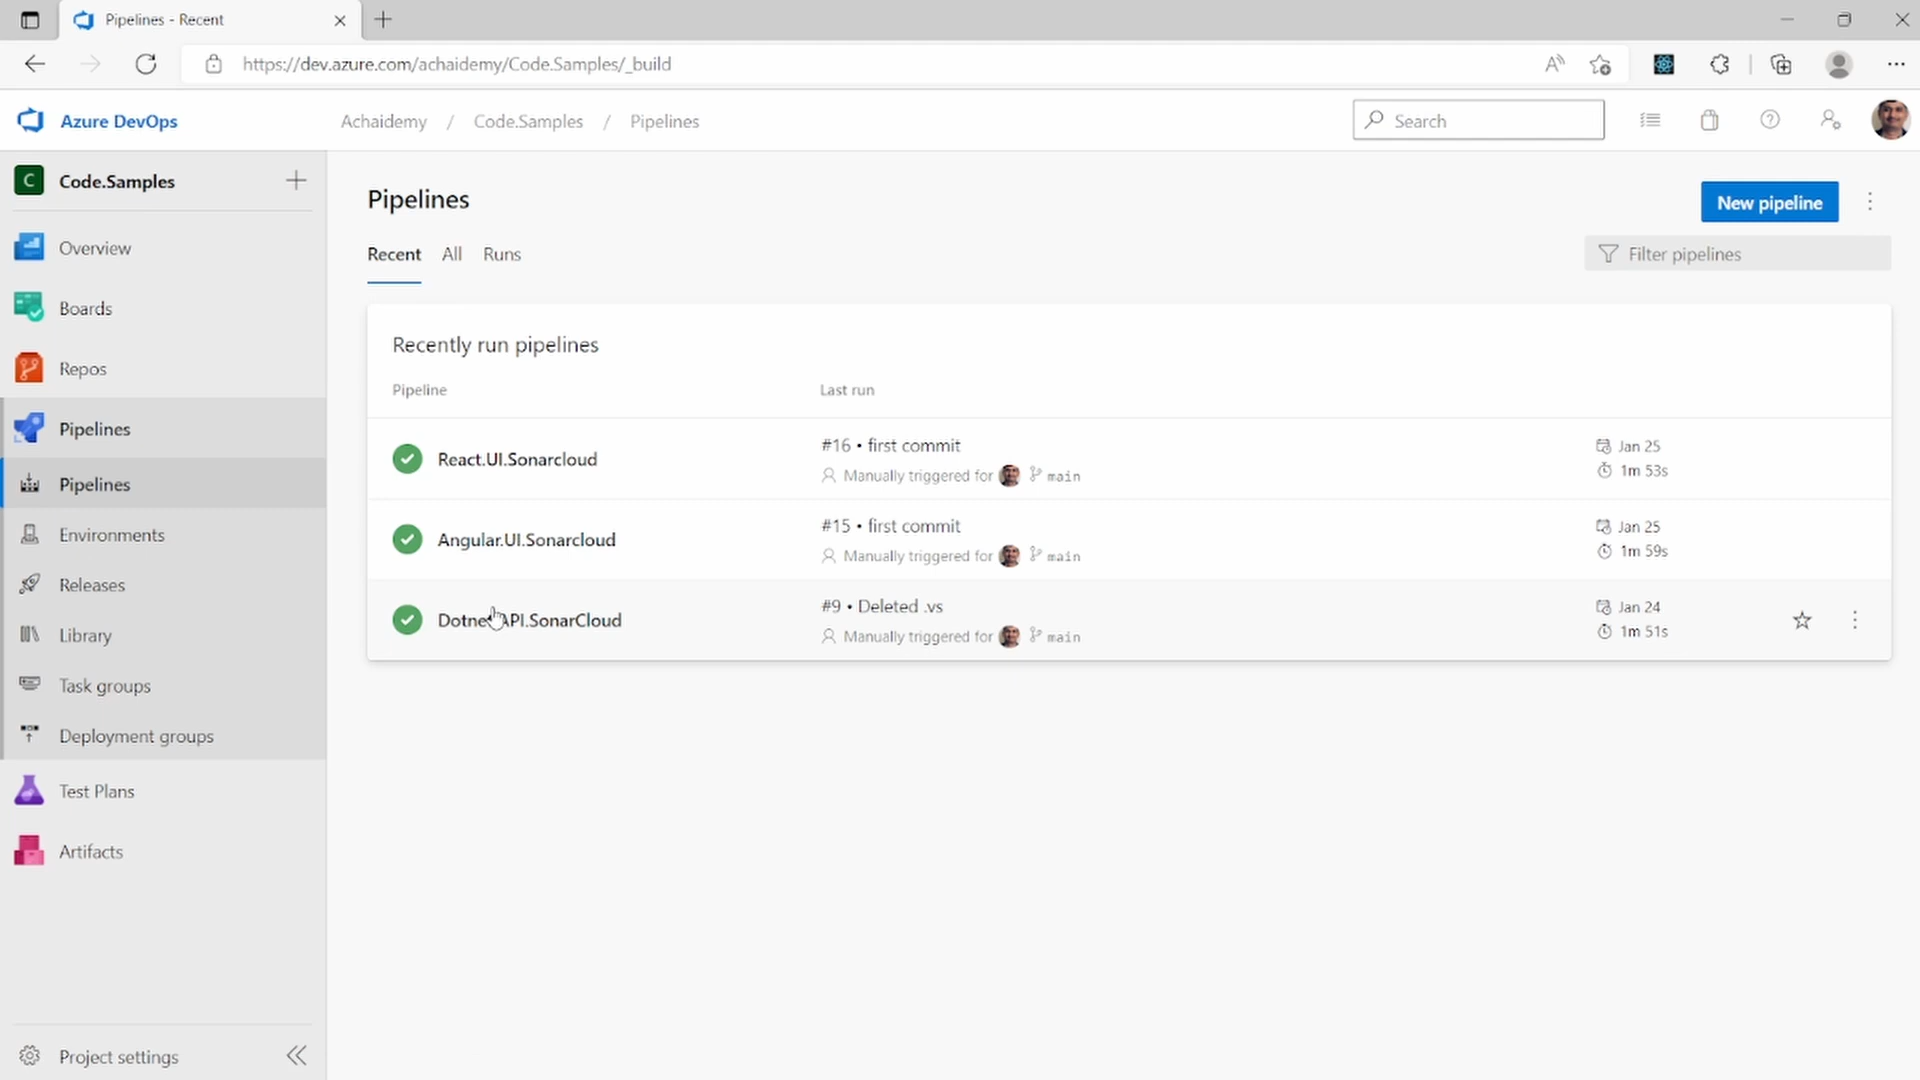 Pipelines - Recent
https://dev.azure.com/achaidemy/Code.Samples/_build
Azure DevOps
Achaidemy / Code.Samples / Pipelines
Search
C Code.Samples
Overview
Boards
Repos
Pipelines
Pipelines
Environments
Releases
Library
Task groups
Deployment groups
Test Plans
Artifacts
Project settings
Pipelines
New pipeline
Recent All Runs
Filter pipelines
Recently run pipelines
Pipeline Last run
React.UI.Sonarcloud
#16 • first commit
Manually triggered for main
Jan 25
1m 53s
Angular.UI.Sonarcloud
#15 • first commit
Manually triggered for main
Jan 25
1m 59s
Dotnet.API.SonarCloud
#9 • Deleted .vs
Manually triggered for main
Jan 24
1m 51s